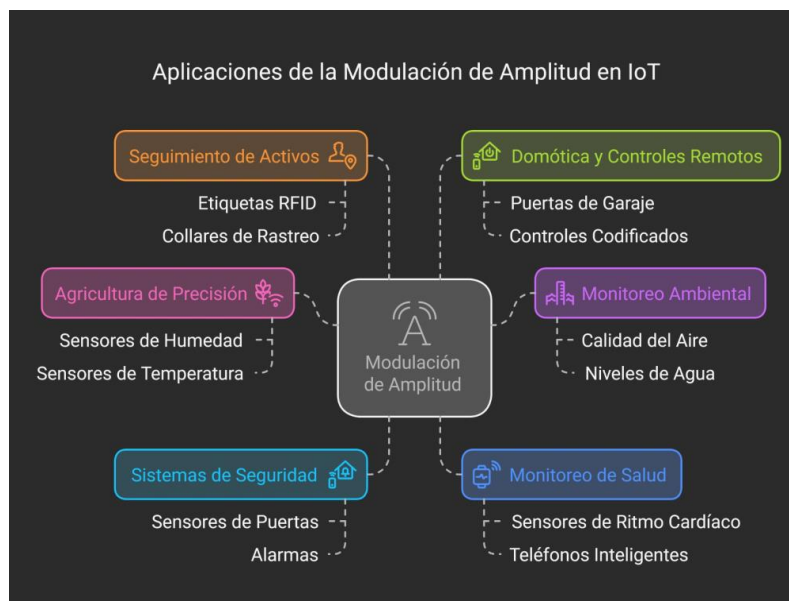 Aplicaciones de la Modulación de Amplitud en IoT
Seguimiento de Activos
Etiquetas RFID
Collares de Rastreo
Domótica y Controles Remotos
Puertas de Garaje
Controles Codificados
Agricultura de Precisión
Sensores de Humedad
Sensores de Temperatura
Modulación
de Amplitud
Monitoreo Ambiental
Calidad del Aire
Niveles de Agua
Sistemas de Seguridad
Sensores de Puertas
Alarmas
Monitoreo de Salud
Sensores de Ritmo Cardíaco
Teléfonos Inteligentes